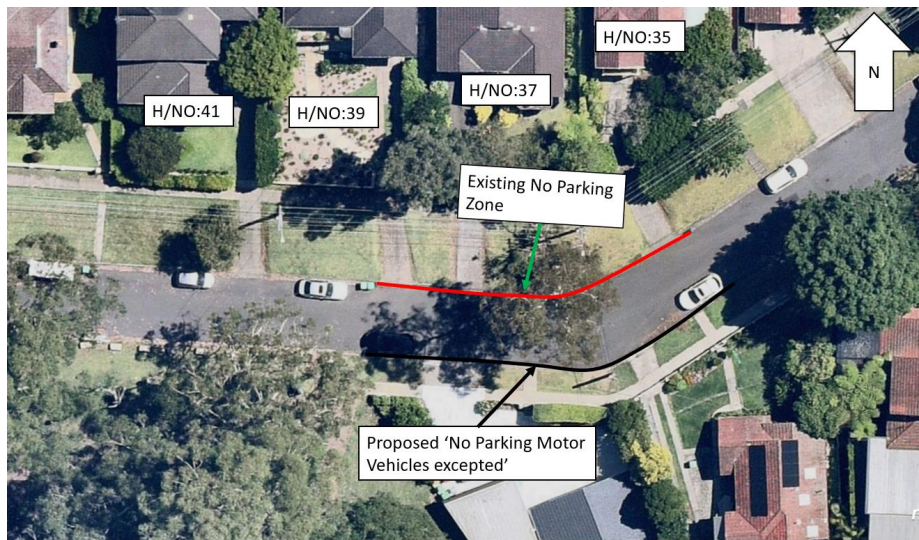 H/NO:35
N
H/NO:37
H/NO:41
H/NO:39
Existing No Parking
Zone
Proposed ‘No Parking Motor
Vehicles excepted’